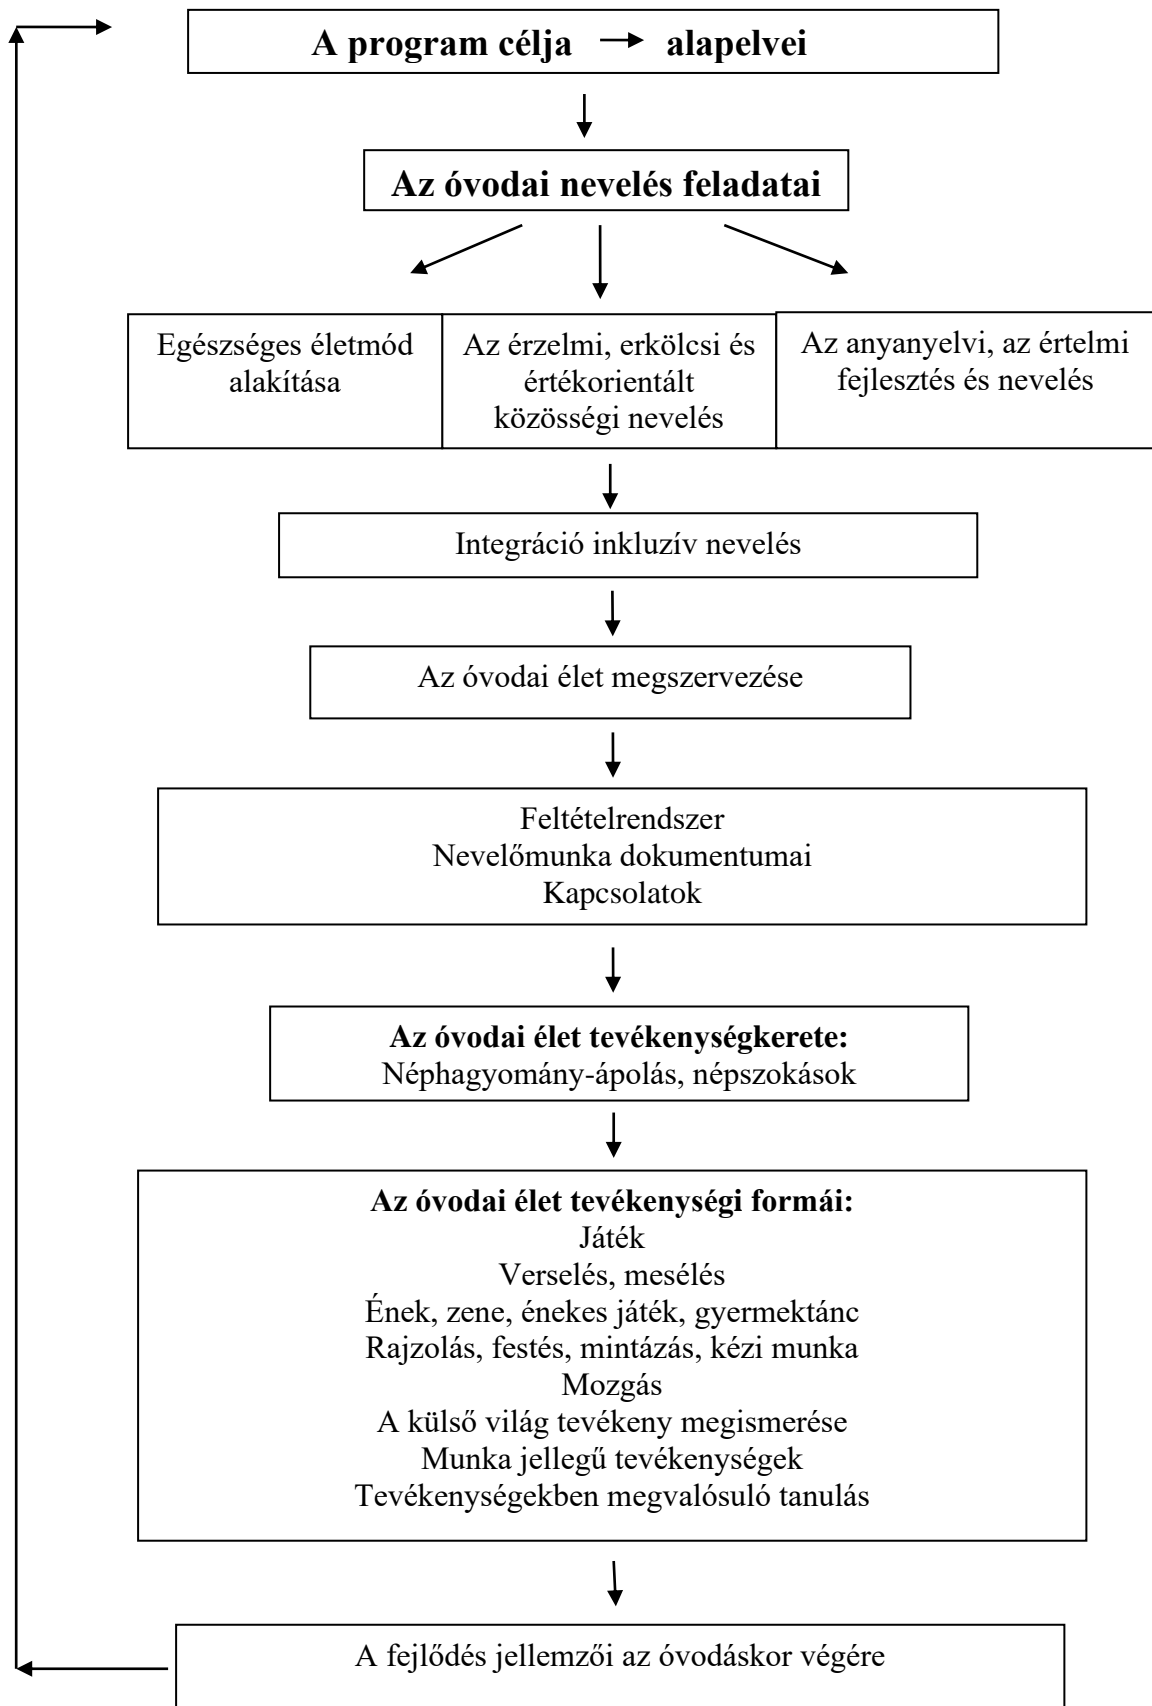 A program célja → alapelvei
Az óvodai nevelés feladatai
Egészséges életmód
alakítása
Az érzelmi, erkölcsi és
értékorientált
közösségi nevelés
Az anyanyelvi, az értelmi
fejlesztés és nevelés
Integráció inkluzív nevelés
Az óvodai élet megszervezése
Feltételrendszer
Nevelőmunka dokumentumai
Kapcsolatok
Az óvodai élet tevékenységkerete:
Néphagyomány-ápolás, népszokások
Az óvodai élet tevékenységi formái:
Játék
Verselés, mesélés
Ének, zene, énekes játék, gyermektánc
Rajzolás, festés, mintázás, kézi munka
Mozgás
A külső világ tevékeny megismerése
Munka jellegű tevékenységek
Tevékenységekben megvalósuló tanulás
A fejlődés jellemzői az óvodáskor végére